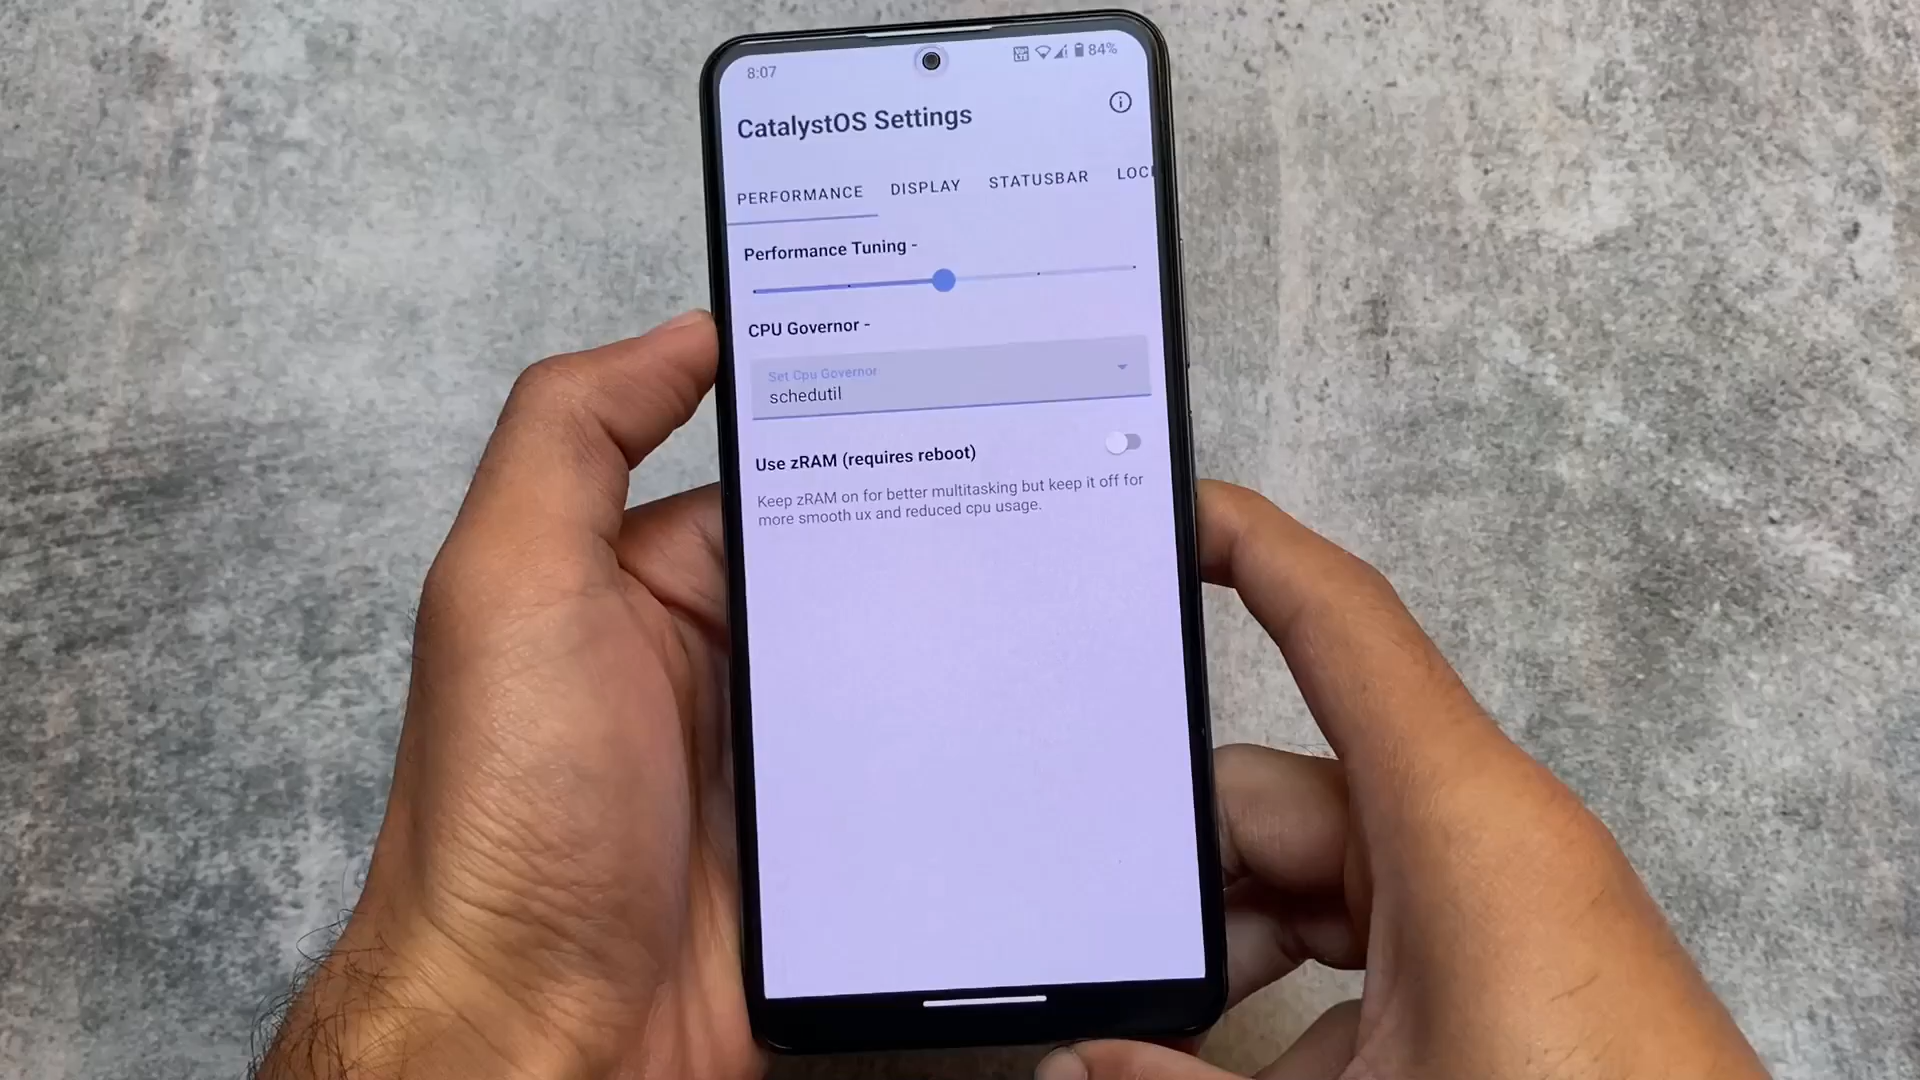 8:07
84%
CatalystOS Settings
PERFORMANCE DISPLAY STATUSBAR LOC
Performance Tuning -
CPU Governor -
Set Cpu Governor
schedutil
Use zRAM (requires reboot)
Keep zRAM on for better multitasking but keep it off for
more smooth ux and reduced cpu usage.